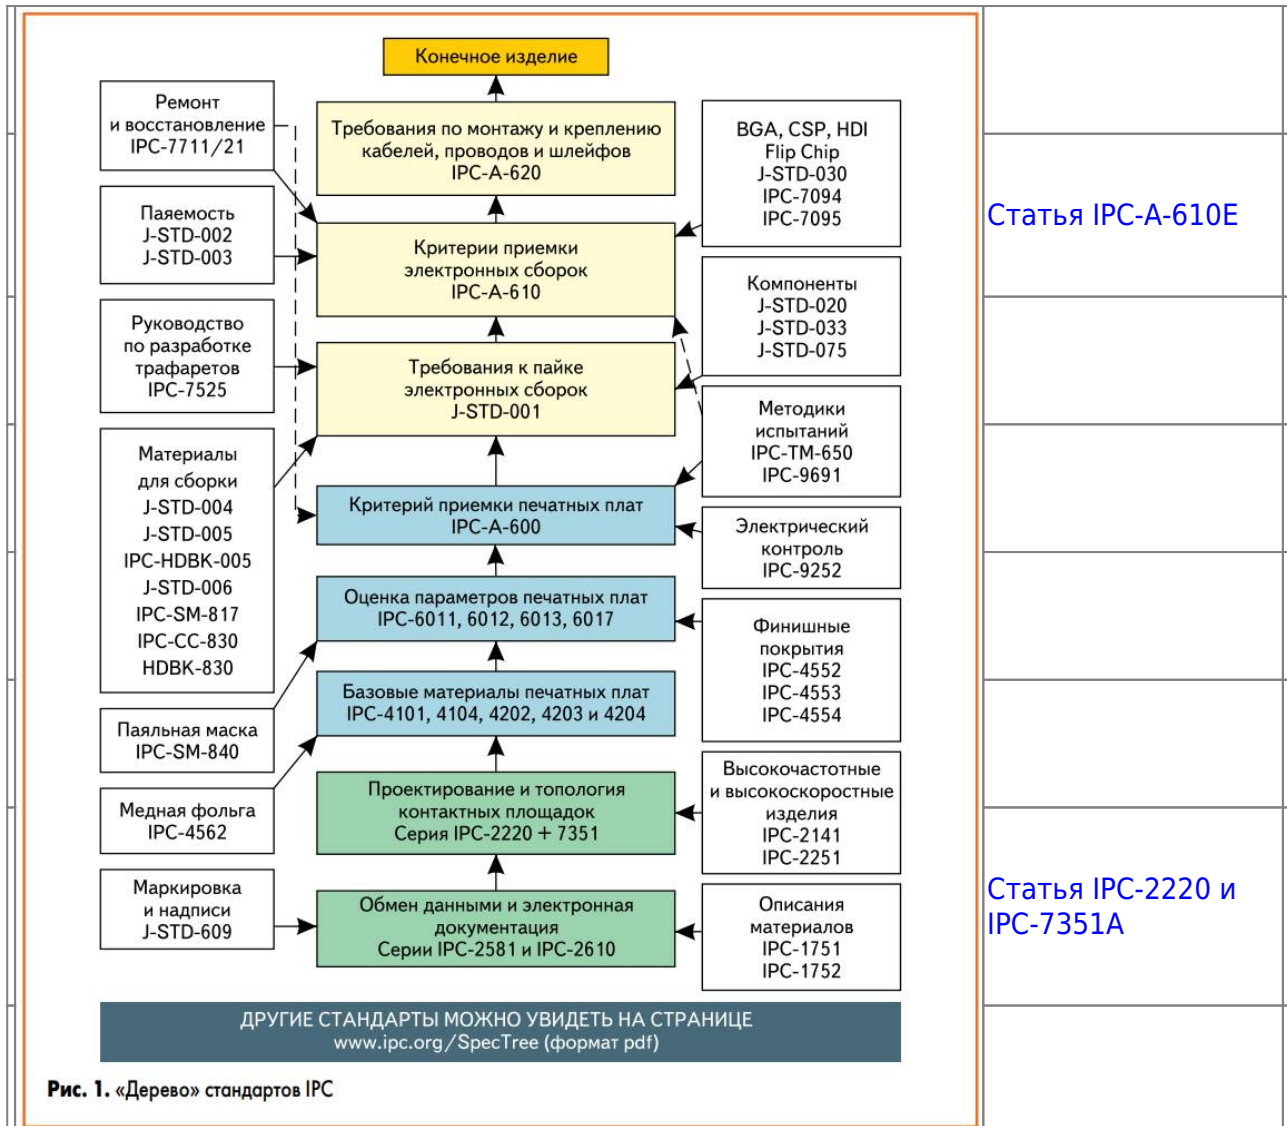 Конечное изделие
Ремонт
и восстановление
IPC-7711/21
Требования по монтажу и креплению
кабелей, проводов и шлейфов
IPC-A-620
BGA, CSP, HDI
Flip Chip
J-STD-030
IPC-7094
IPC-7095
Паяемость
J-STD-002
J-STD-003
Критерии приемки
электронных сборок
IPC-A-610
Статья IPC-A-610E
Компоненты
J-STD-020
J-STD-033
J-STD-075
Руководство
по разработке
трафаретов
IPC-7525
Требования к пайке
электронных сборок
J-STD-001
Методики
испытаний
IPC-TM-650
IPC-9691
Материалы
для сборки
J-STD-004
J-STD-005
IPC-HDBK-005
J-STD-006
IPC-SM-817
IPC-CC-830
HDBK-830
Критерий приемки печатных плат
IPC-A-600
Электрический
контроль
IPC-9252
Оценка параметров печатных плат
IPC-6011, 6012, 6013, 6017
Финишные
покрытия
IPC-4552
IPC-4553
IPC-4554
Базовые материалы печатных плат
IPC-4101, 4104, 4202, 4203 и 4204
Паяльная маска
IPC-SM-840
Высокочастотные
и высокоскоростные
изделия
IPC-2141
IPC-2251
Проектирование и топология
контактных площадок
Серия IPC-2220 + 7351
Медная фольга
IPC-4562
Статья IPC-2220 и
IPC-7351A
Маркировка
и надписи
J-STD-609
Обмен данными и электронная
документация
Серии IPC-2581 и IPC-2610
Описания
материалов
IPC-1751
IPC-1752
ДРУГИЕ СТАНДАРТЫ МОЖНО УВИДЕТЬ НА СТРАНИЦЕ
www.ipc.org/SpecTree (формат pdf)
Рис. 1. «Дерево» стандартов IPC